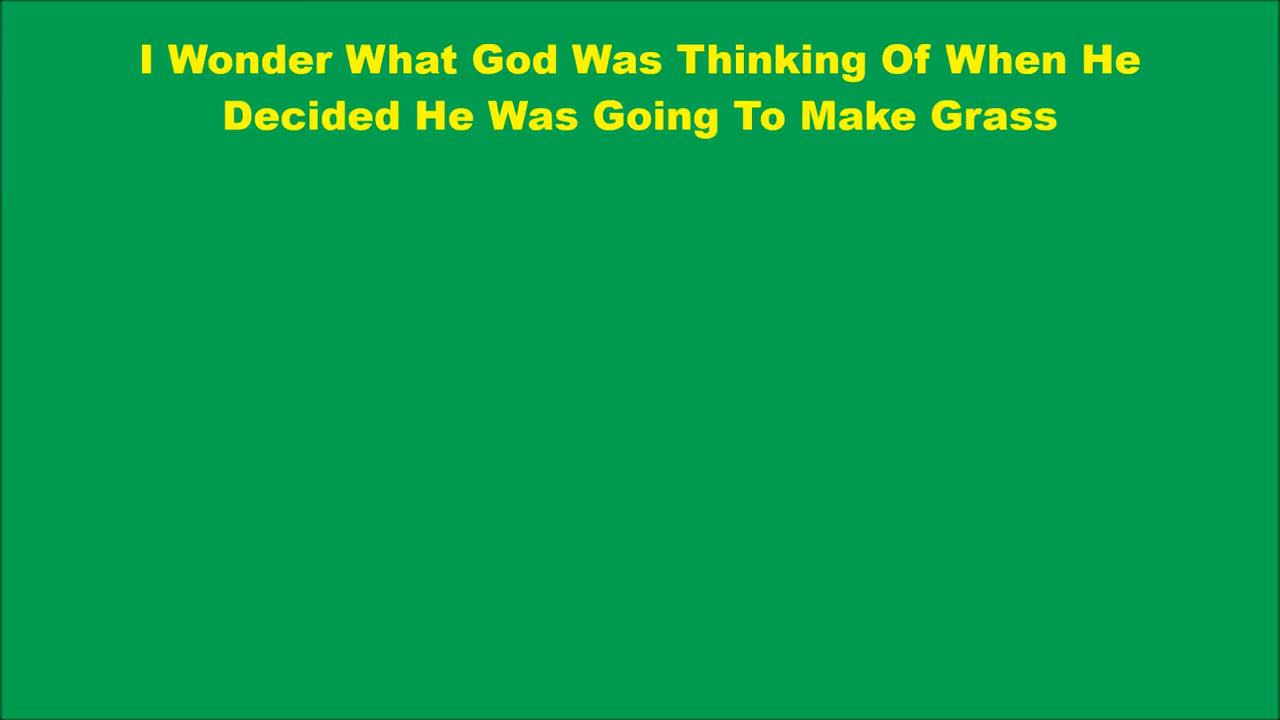 I Wonder What God Was Thinking Of When He
Decided He Was Going To Make Grass